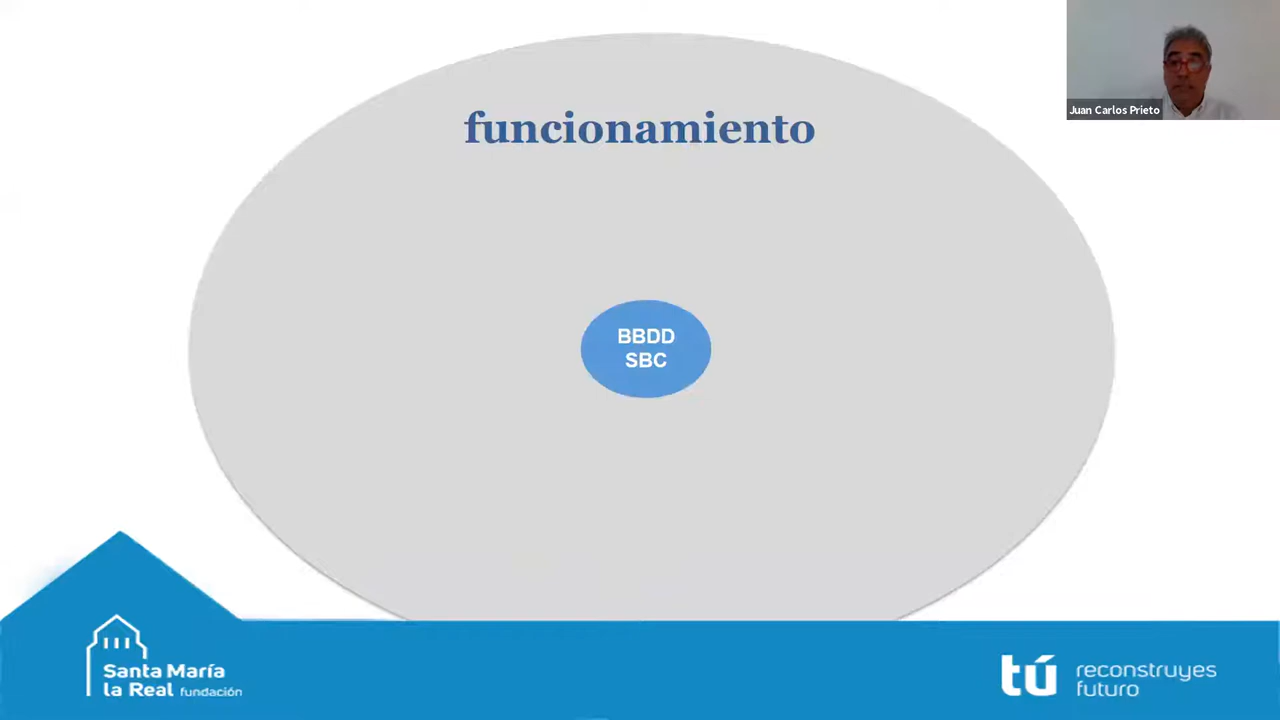 Juan Carlos Prieto
funcionamiento
BBDD
SBC
Santa María
la Real fundación
tú reconstruyes
futuro